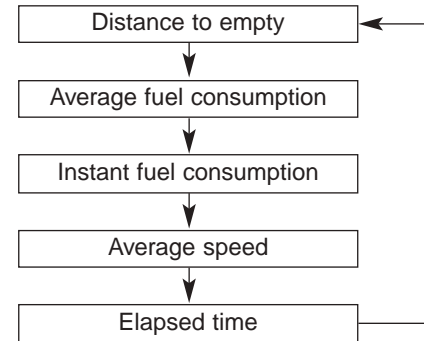 Distance to empty
Average fuel consumption
Instant fuel consumption
Average speed
Elapsed time